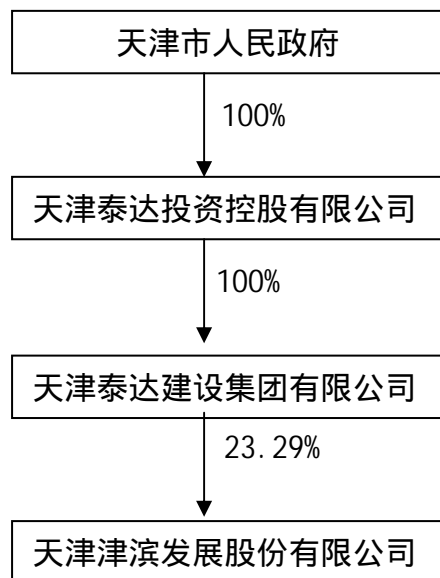 天津市人民政府
100%
天津泰达投资控股有限公司
100%
天津泰达建设集团有限公司
23.29%
天津津滨发展股份有限公司